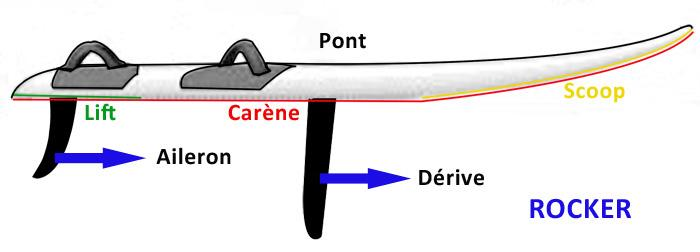 Pont
Scoop
Lift
Carène
Aileron
Dérive
ROCKER